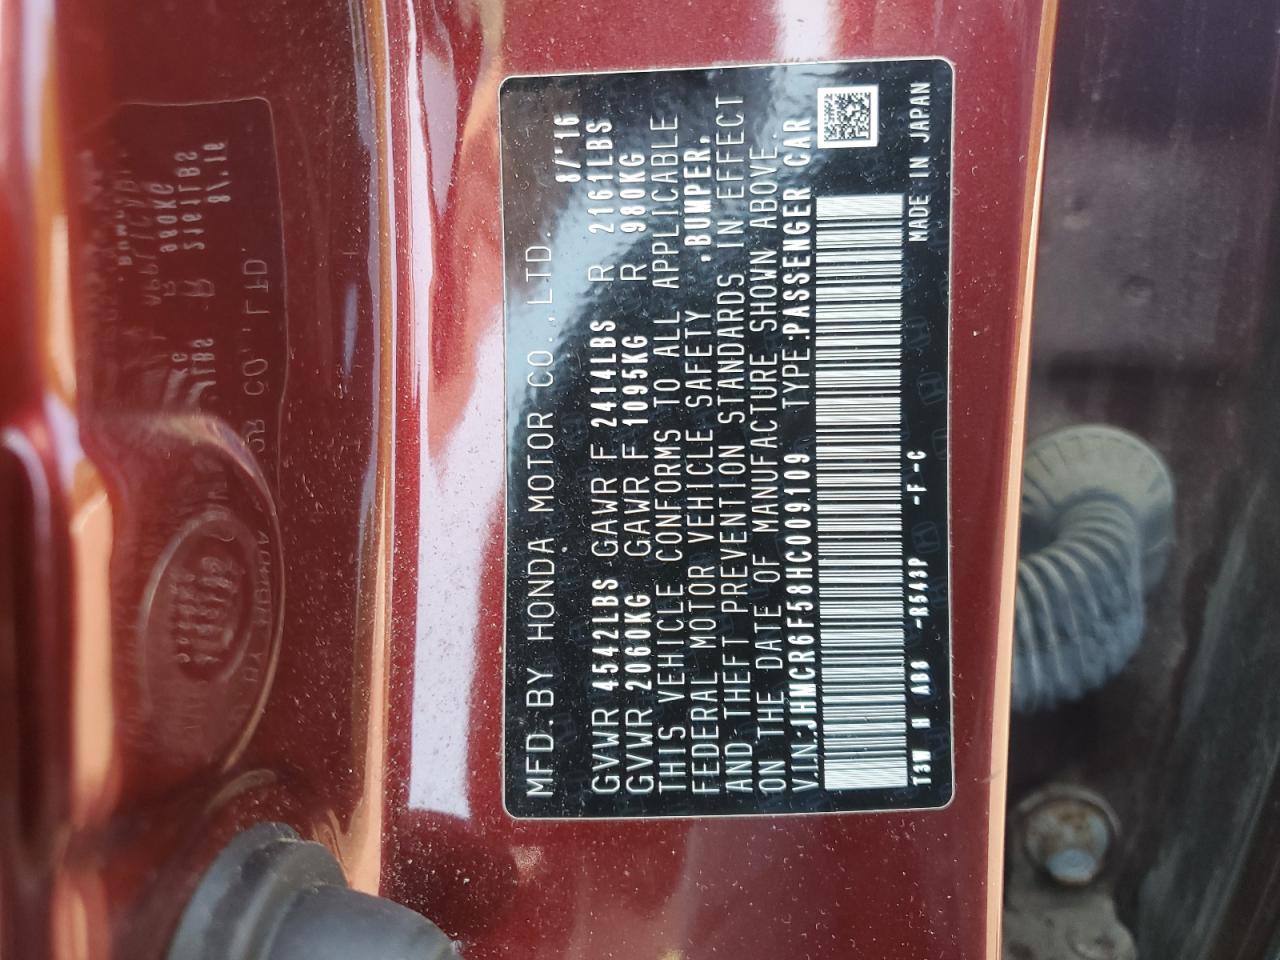 MFD.BY HONDA MOTOR CO.,LTD. 8/'16
GVWR 4542LBS GAWR F 2414LBS R 2161LBS
GVWR 2060KG GAWR F 1095KG R 980KG
THIS VEHICLE CONFORMS TO ALL APPLICABLE
FEDERAL MOTOR VEHICLE SAFETY ,BUMPER,
AND THEFT PREVENTION STANDARDS IN EFFECT
ON THE DATE OF MANUFACTURE SHOWN ABOVE.
V.I.N:JHMCR6F58HC009109 TYPE:PASSENGER CAR
T3W H AB8 -R543P -F-C MADE IN JAPAN